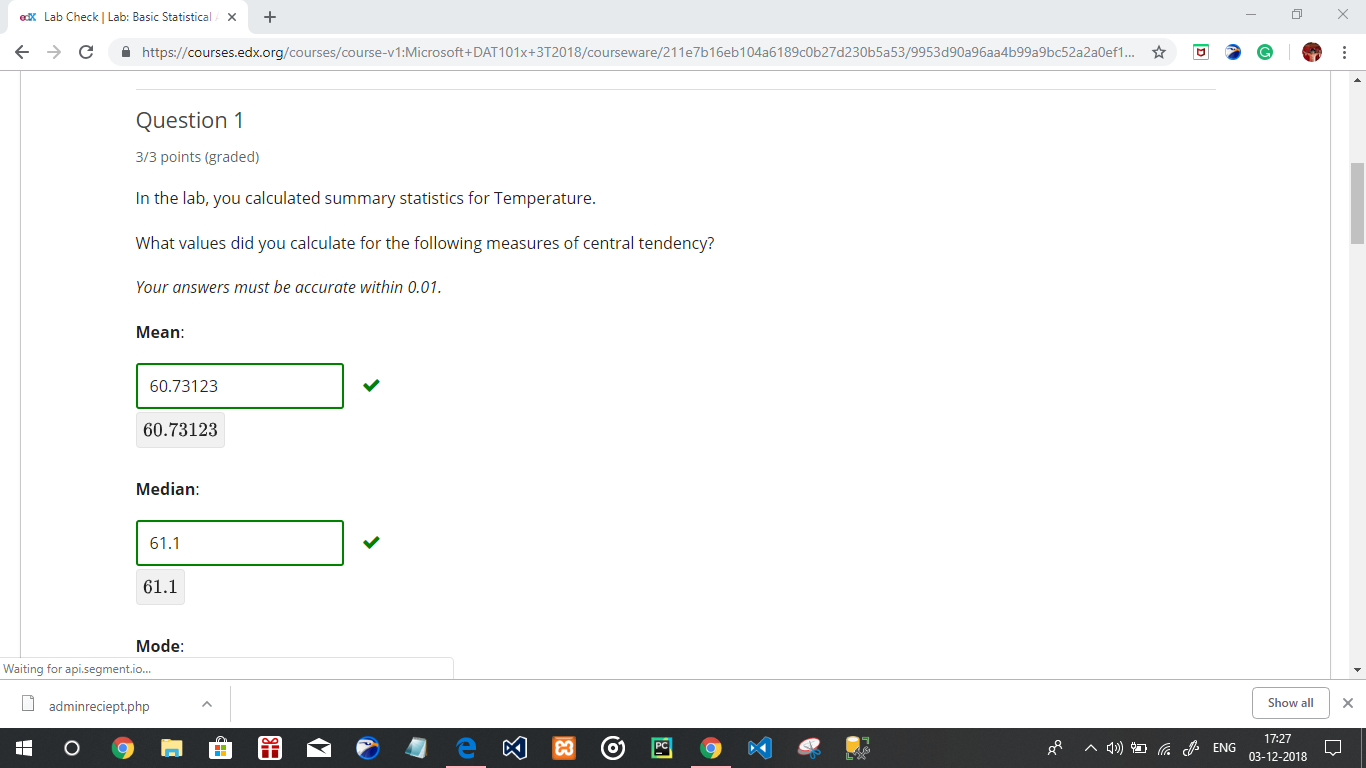 edX Lab Check | Lab: Basic Statistical
https://courses.edx.org/courses/course-v1:Microsoft+DAT101x+3T2018/courseware/211e7b16eb104a6189c0b27d230b5a53/9953d90a96aa4b99a9bc52a2a0ef1...
Question 1
3/3 points (graded)
In the lab, you calculated summary statistics for Temperature.
What values did you calculate for the following measures of central tendency?
Your answers must be accurate within 0.01.
Mean:
60.73123
60.73123
Median:
61.1
61.1
Mode:
Waiting for api.segment.io...
adminreciept.php
Show all
PC
ENG
17:27
03-12-2018